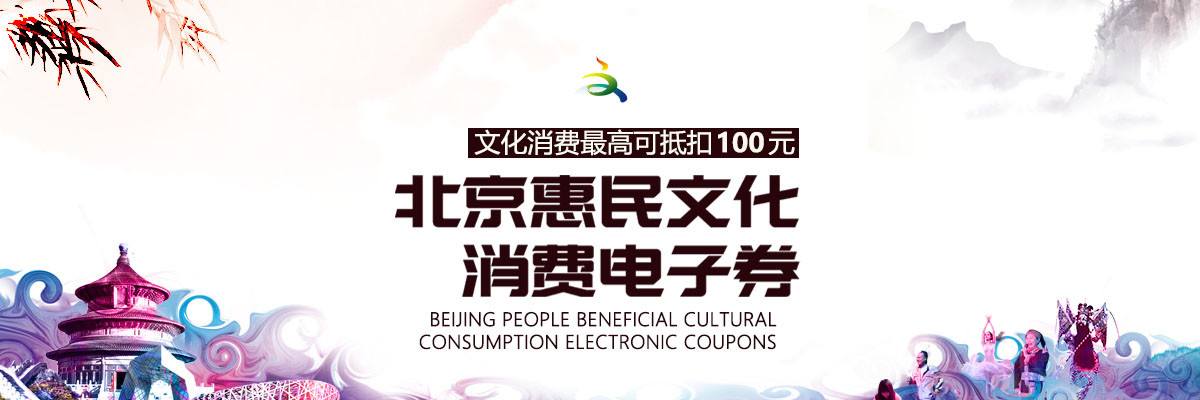 文化消费最高可抵扣100元
北京惠民文化
消费电子券
BEIJING PEOPLE BENEFICIAL CULTURAL
CONSUMPTION ELECTRONIC COUPONS